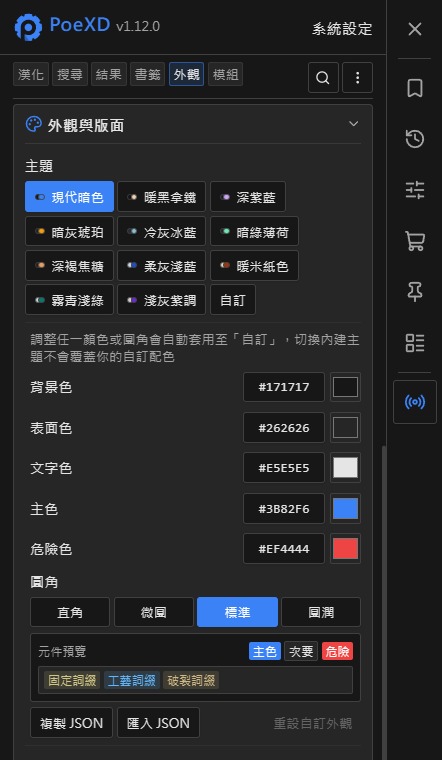 PoeXD v1.12.0 系統設定
漢化 搜尋 結果 書籤 外觀 模組
外觀與版面
主題
現代暗色 暖黑拿鐵 深紫藍
暗灰琥珀 冷灰冰藍 暗綠薄荷
深褐焦糖 柔灰淺藍 暖米紙色
霧青淺綠 淺灰紫調 自訂
調整任一顏色或圓角會自動套用至「自訂」，切換內建主
題不會覆蓋你的自訂配色
背景色 #171717
表面色 #262626
文字色 #E5E5E5
主色 #3B82F6
危險色 #EF4444
圓角
直角 微圓 標準 圓潤
元件預覽 主色 次要 危險
固定詞綴 工藝詞綴 破裂詞綴
複製 JSON 匯入 JSON 重設自訂外觀